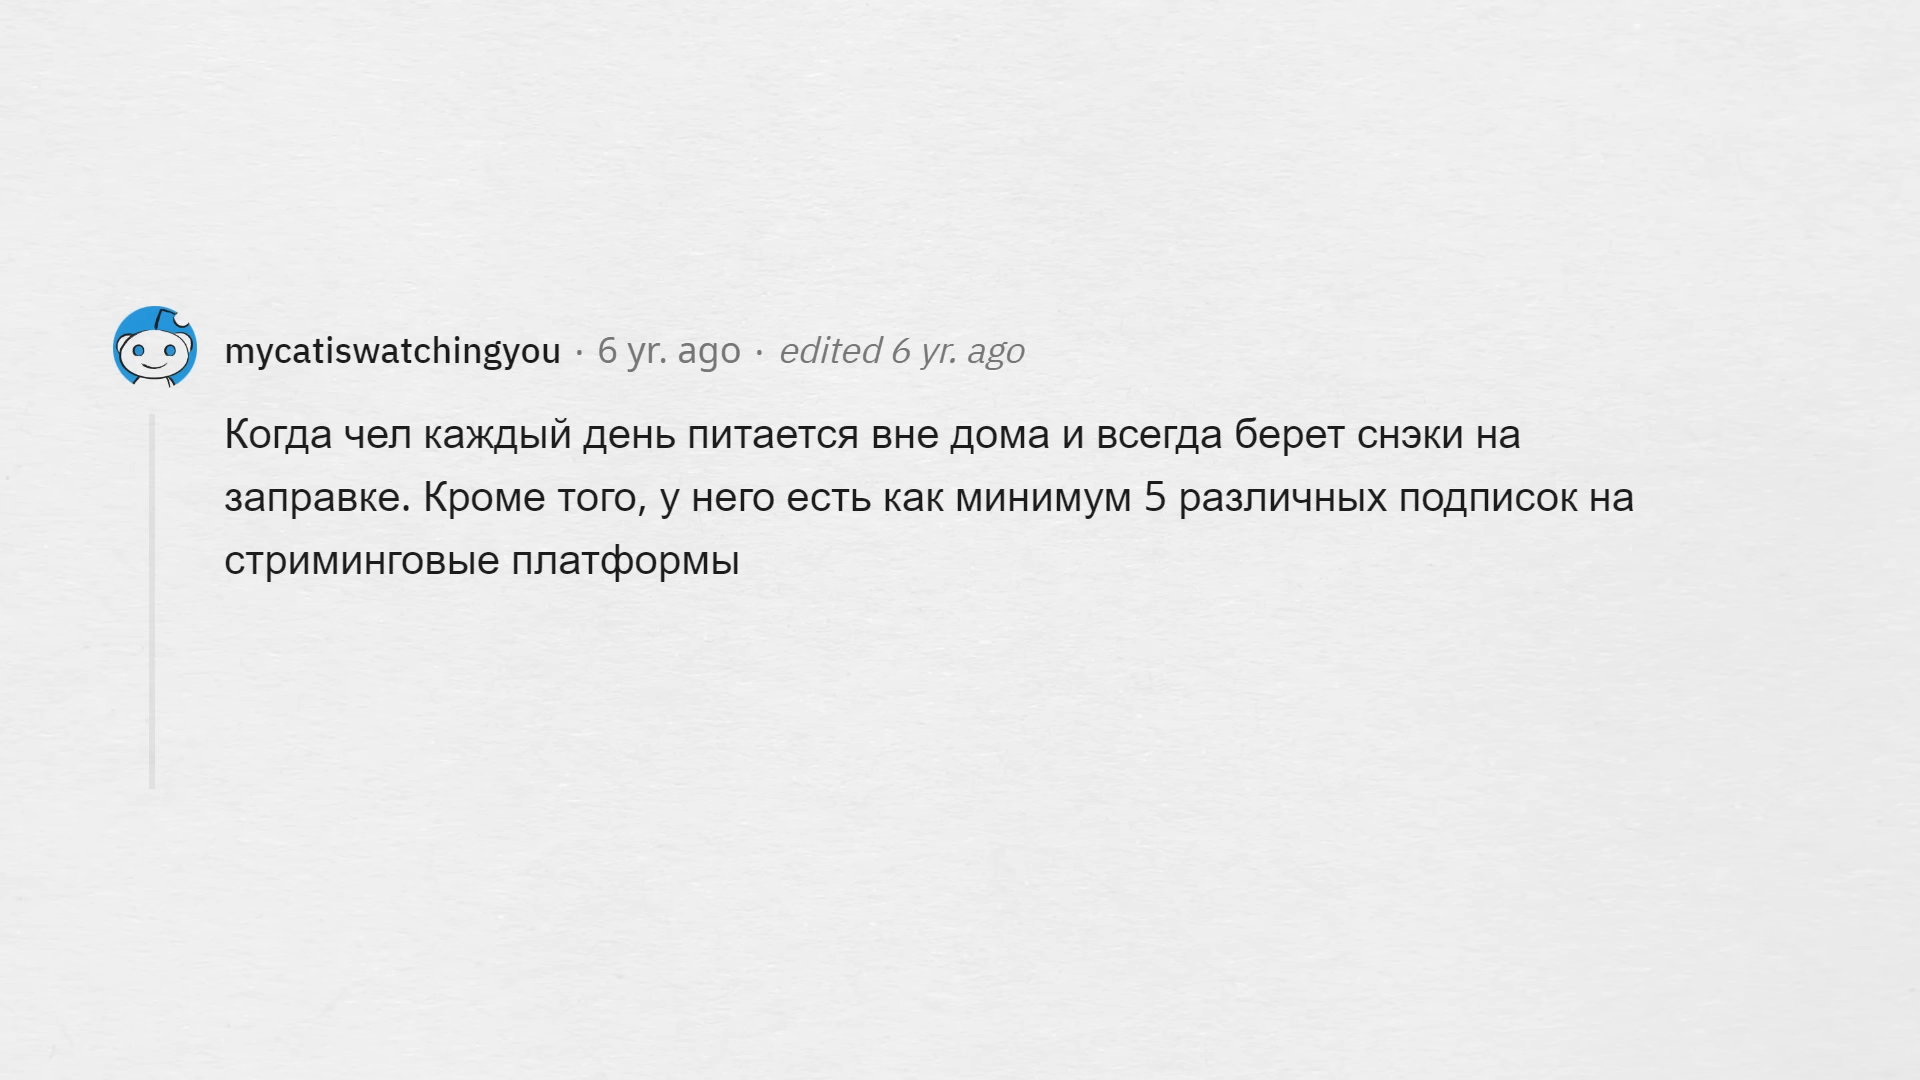 mycatiswatchingyou · 6 yr. ago · edited 6 yr. ago
Когда чел каждый день питается вне дома и всегда берет снэки на
заправке. Кроме того, у него есть как минимум 5 различных подписок на
стриминговые платформы